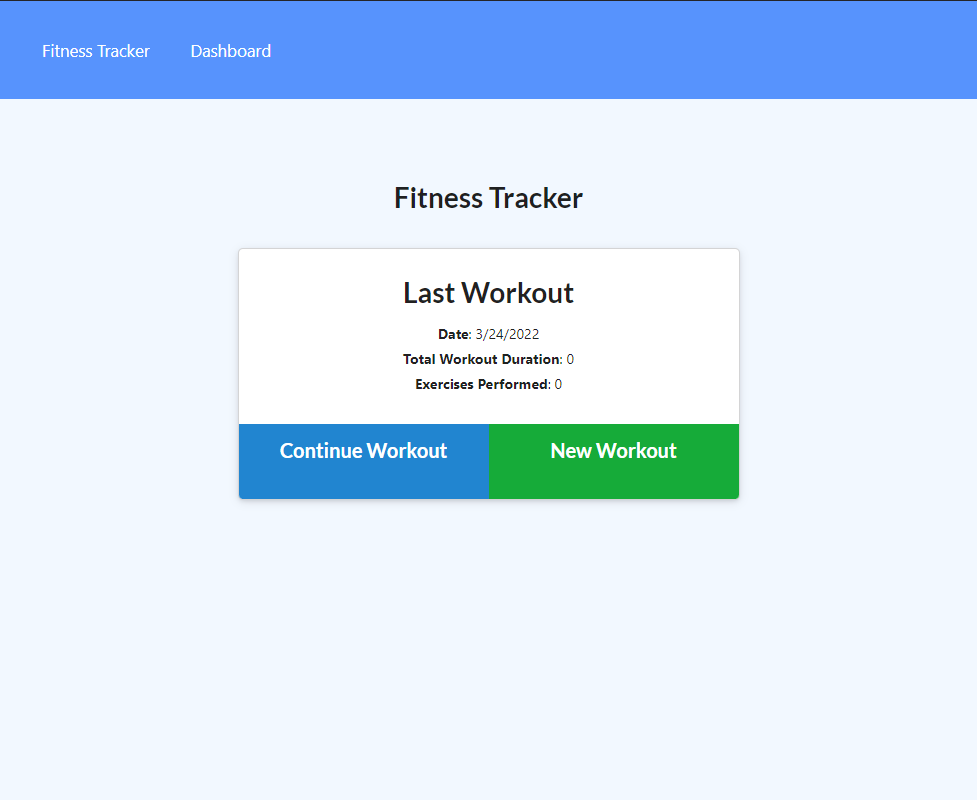 Fitness Tracker Dashboard
Fitness Tracker
Last Workout
Date: 3/24/2022
Total Workout Duration: 0
Exercises Performed: 0
Continue Workout New Workout